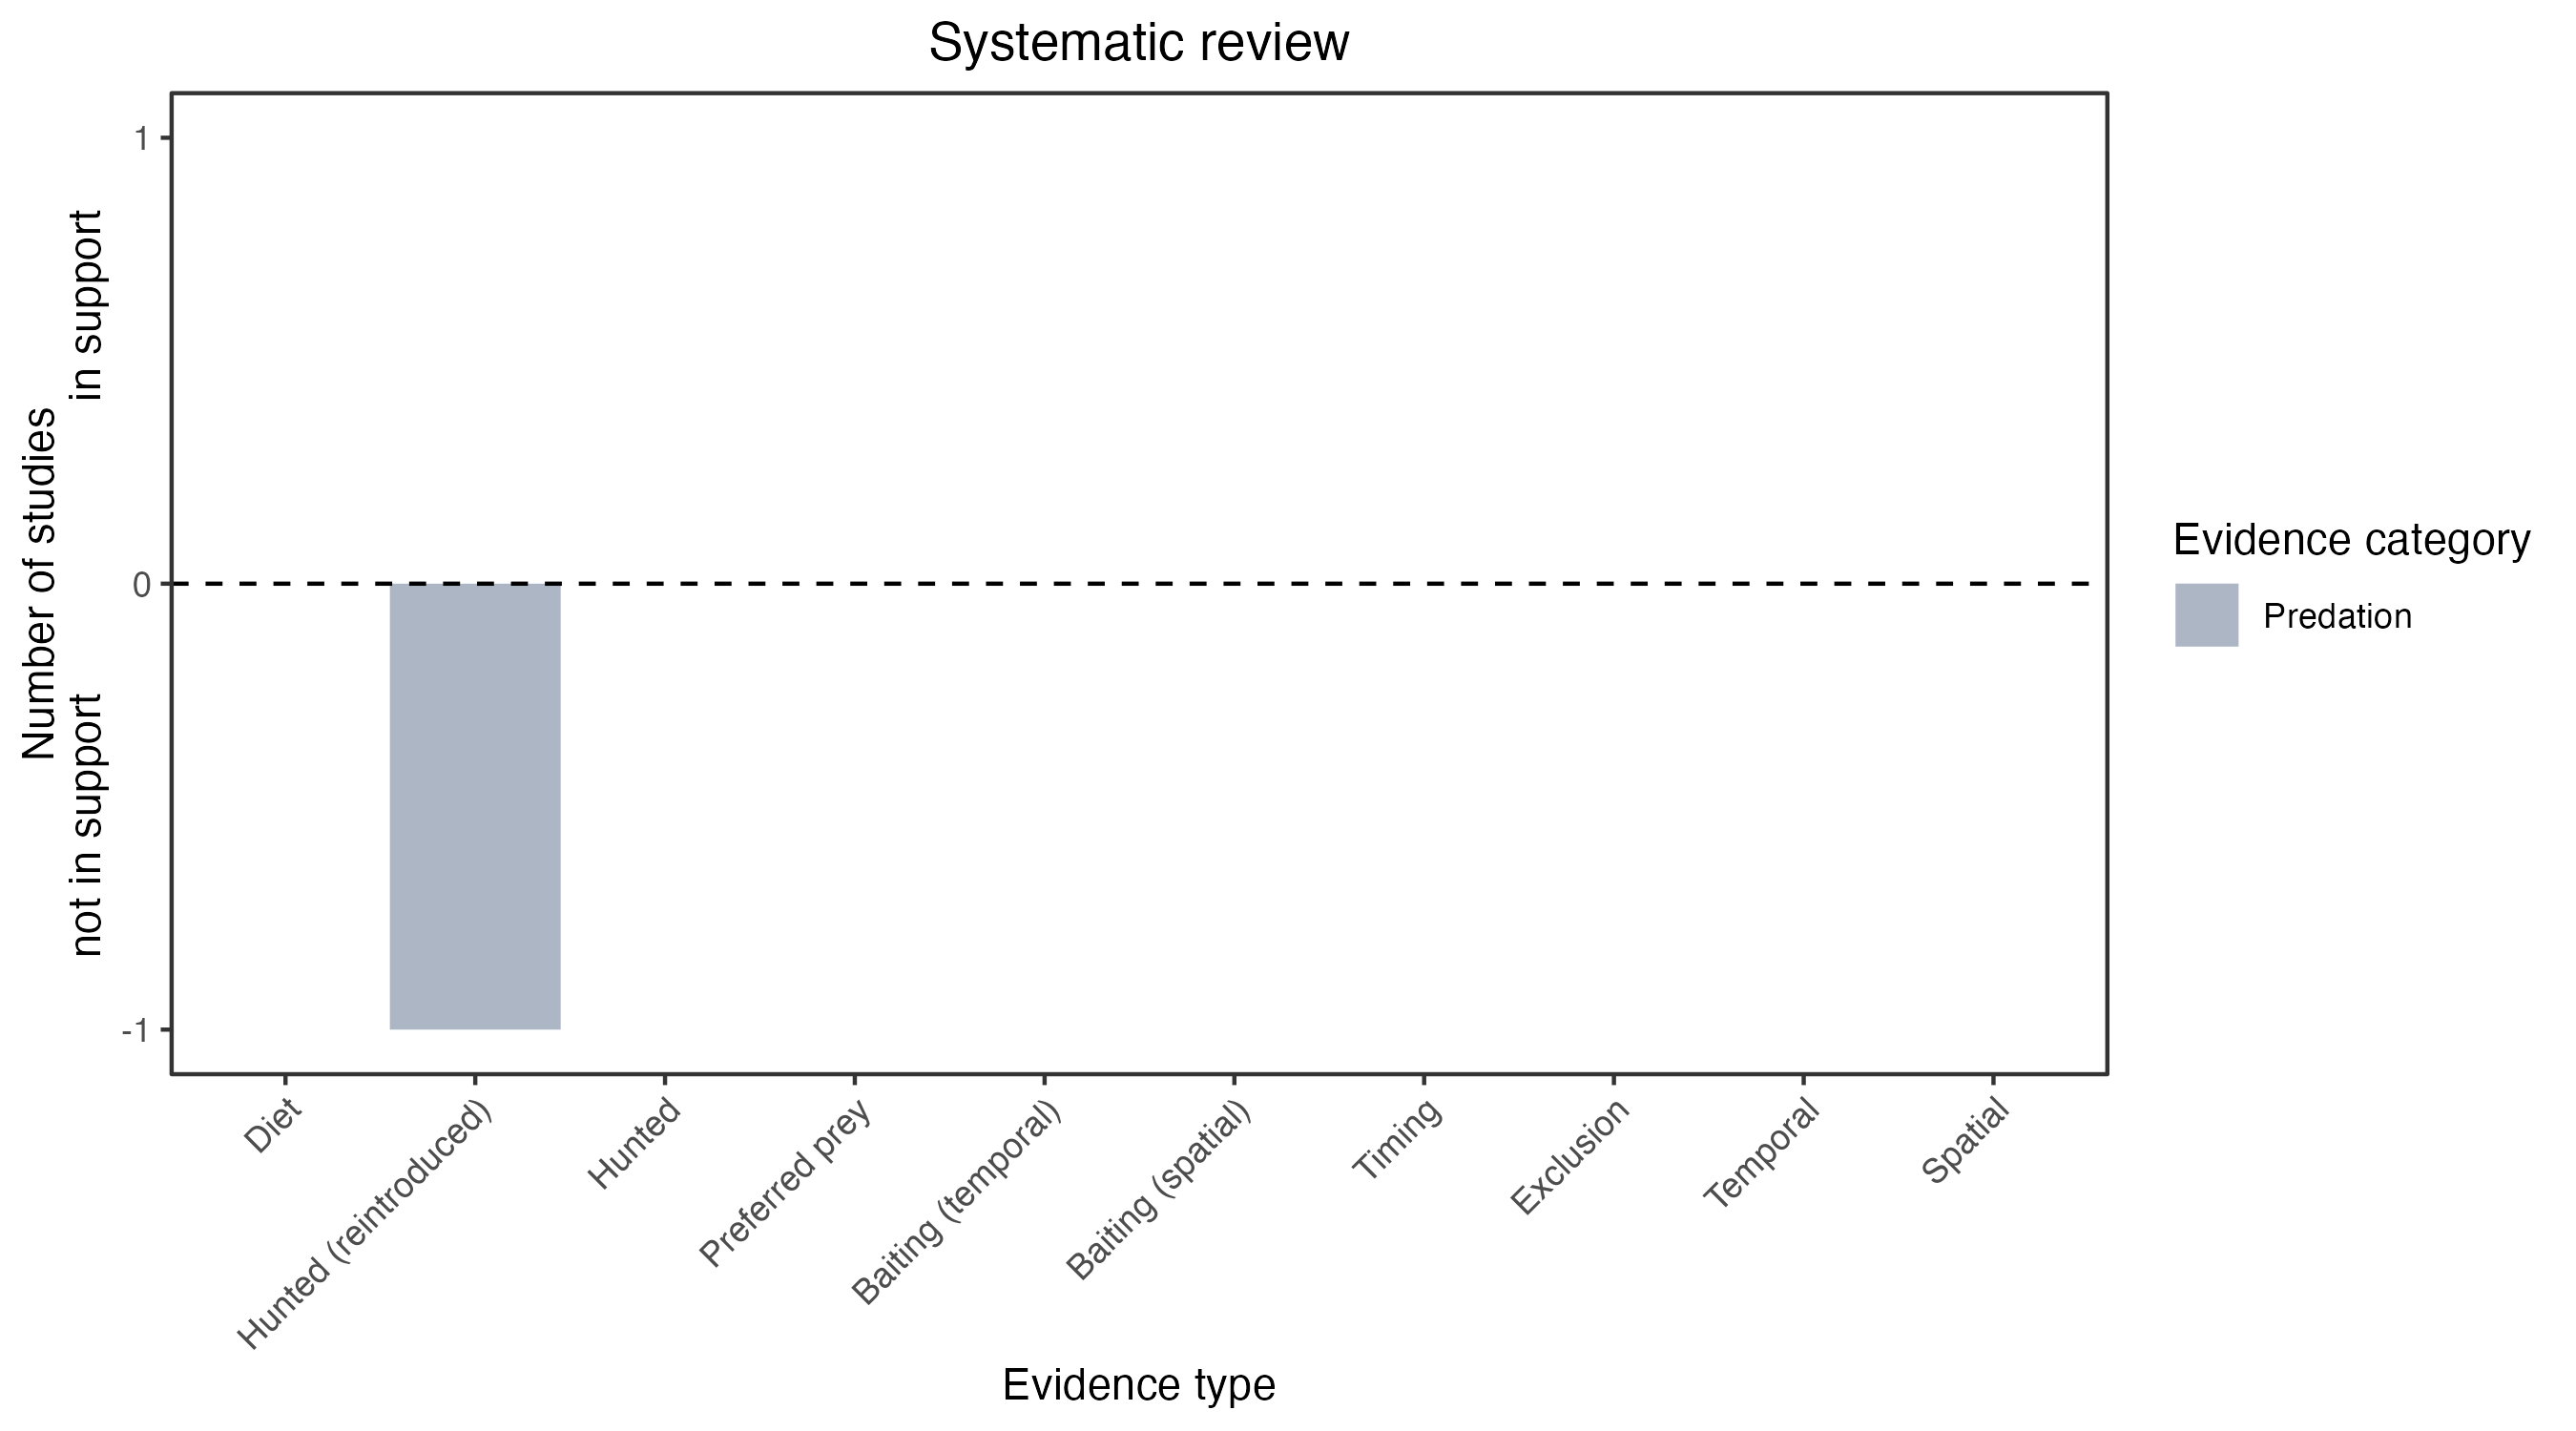 Systematic review
Number of studies
in support
not in support
1
0
-1
Diet
Hunted (reintroduced)
Hunted
Preferred prey
Baiting (temporal)
Baiting (spatial)
Timing
Exclusion
Temporal
Spatial
Evidence type
Evidence category
Predation